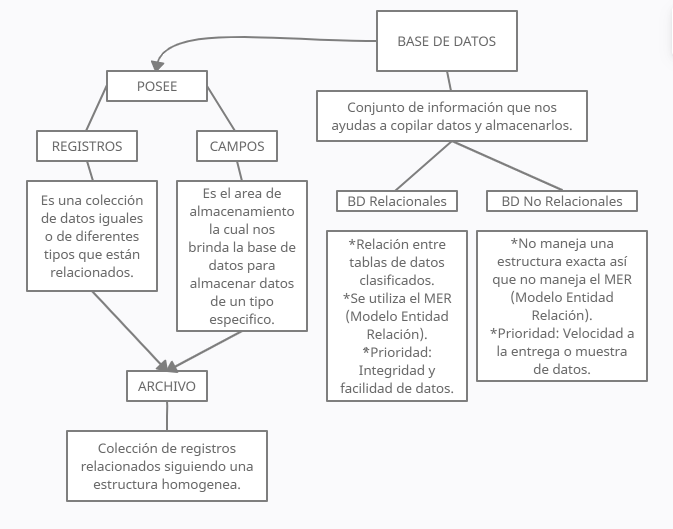 BASE DE DATOS
POSEE
Conjunto de información que nos
ayudas a copilar datos y almacenarlos.
REGISTROS
CAMPOS
Es una colección
de datos iguales
o de diferentes
tipos que están
relacionados.
Es el area de
almacenamiento
la cual nos
brinda la base de
datos para
almacenar datos
de un tipo
especifico.
BD Relacionales
BD No Relacionales
*Relación entre
tablas de datos
clasificados.
*Se utiliza el MER
(Modelo Entidad
Relación).
*Prioridad:
Integridad y
facilidad de datos.
*No maneja una
estructura exacta así
que no maneja el MER
(Modelo Entidad
Relación).
*Prioridad: Velocidad a
la entrega o muestra
de datos.
ARCHIVO
Colección de registros
relacionados siguiendo una
estructura homogenea.